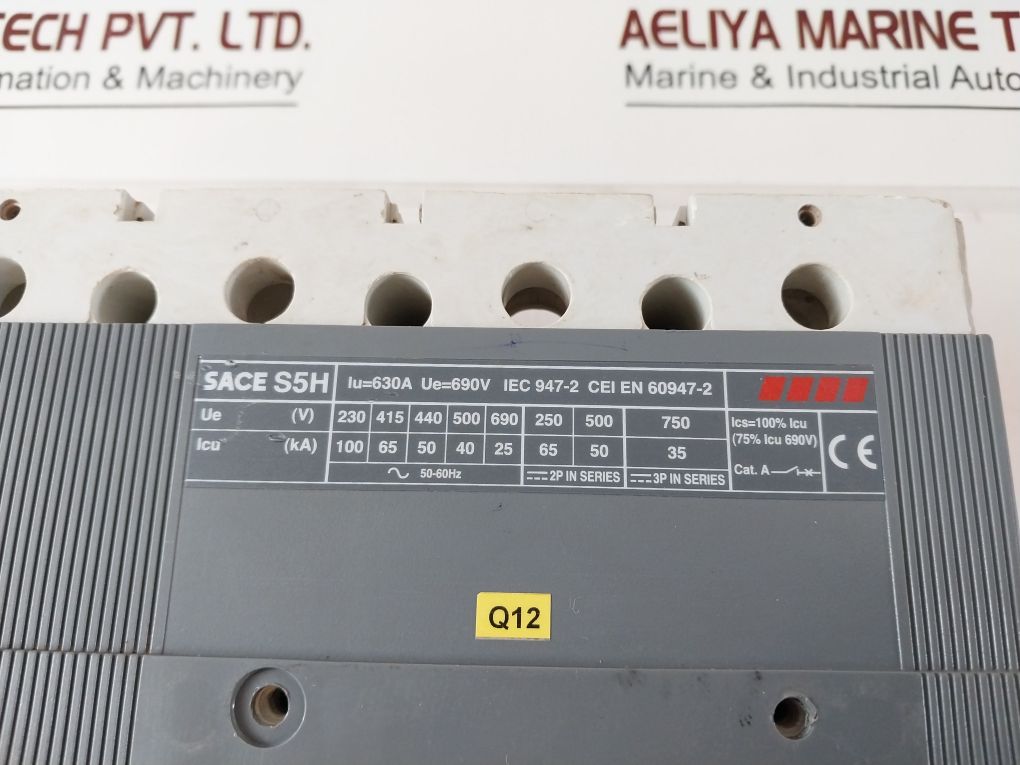 TECH PVT. LTD.
mation & Machinery
AELIYA MARINE T
Marine & Industrial Auto
SACE S5H Iu=630A Ue=690V IEC 947-2 CEI EN 60947-2
Ue (V) 230 415 440 500 690 250 500 750
Icu (kA) 100 65 50 40 25 65 50 35
50-60Hz 2P IN SERIES 3P IN SERIES
Ics=100% Icu
(75% Icu 690V)
Cat. A
CE
Q12